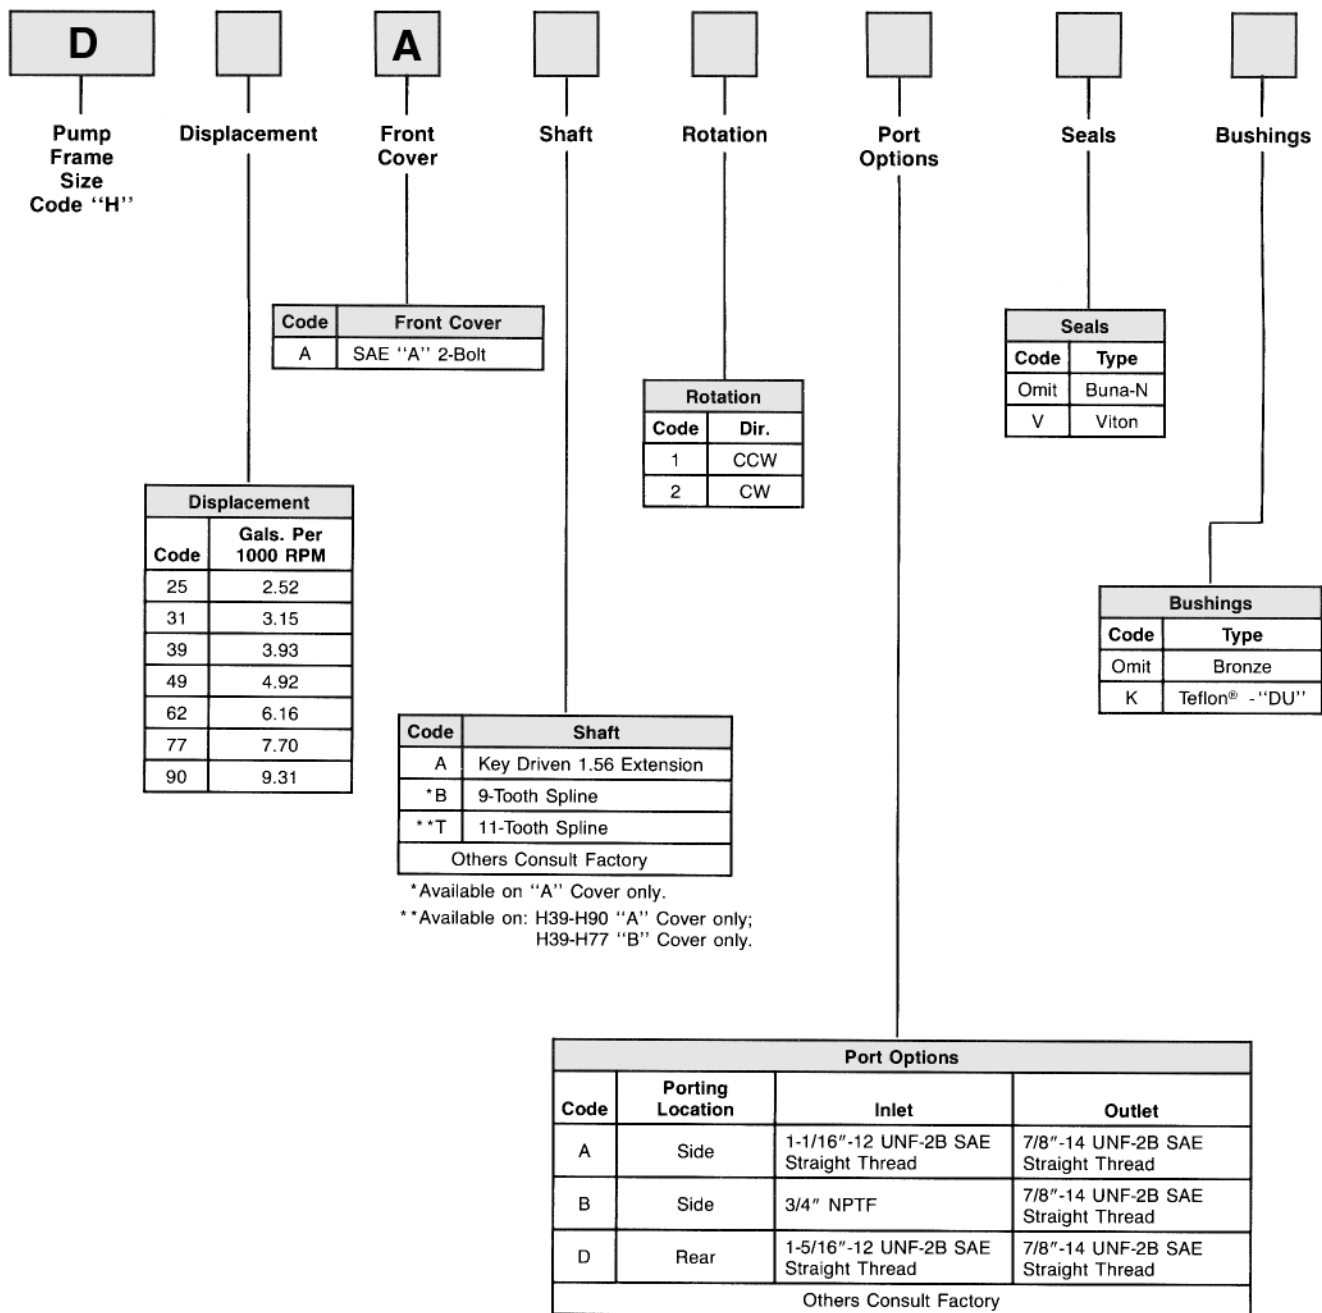 D
A
Pump
Frame
Size
Code "H"
Displacement
Front
Cover
Shaft
Rotation
Port
Options
Seals
Bushings
Code Front Cover
A SAE "A" 2-Bolt
Seals
Code Type
Omit Buna-N
V Viton
Rotation
Code Dir.
1 CCW
2 CW
Displacement
Code Gals. Per
1000 RPM
25 2.52
31 3.15
39 3.93
49 4.92
62 6.16
77 7.70
90 9.31
Bushings
Code Type
Omit Bronze
K Teflon® -"DU"
Code Shaft
A Key Driven 1.56 Extension
*B 9-Tooth Spline
**T 11-Tooth Spline
Others Consult Factory
*Available on "A" Cover only.
**Available on: H39-H90 "A" Cover only;
H39-H77 "B" Cover only.
Port Options
Code Porting
Location Inlet Outlet
A Side 1-1/16"-12 UNF-2B SAE
Straight Thread 7/8"-14 UNF-2B SAE
Straight Thread
B Side 3/4" NPTF 7/8"-14 UNF-2B SAE
Straight Thread
D Rear 1-5/16"-12 UNF-2B SAE
Straight Thread 7/8"-14 UNF-2B SAE
Straight Thread
Others Consult Factory